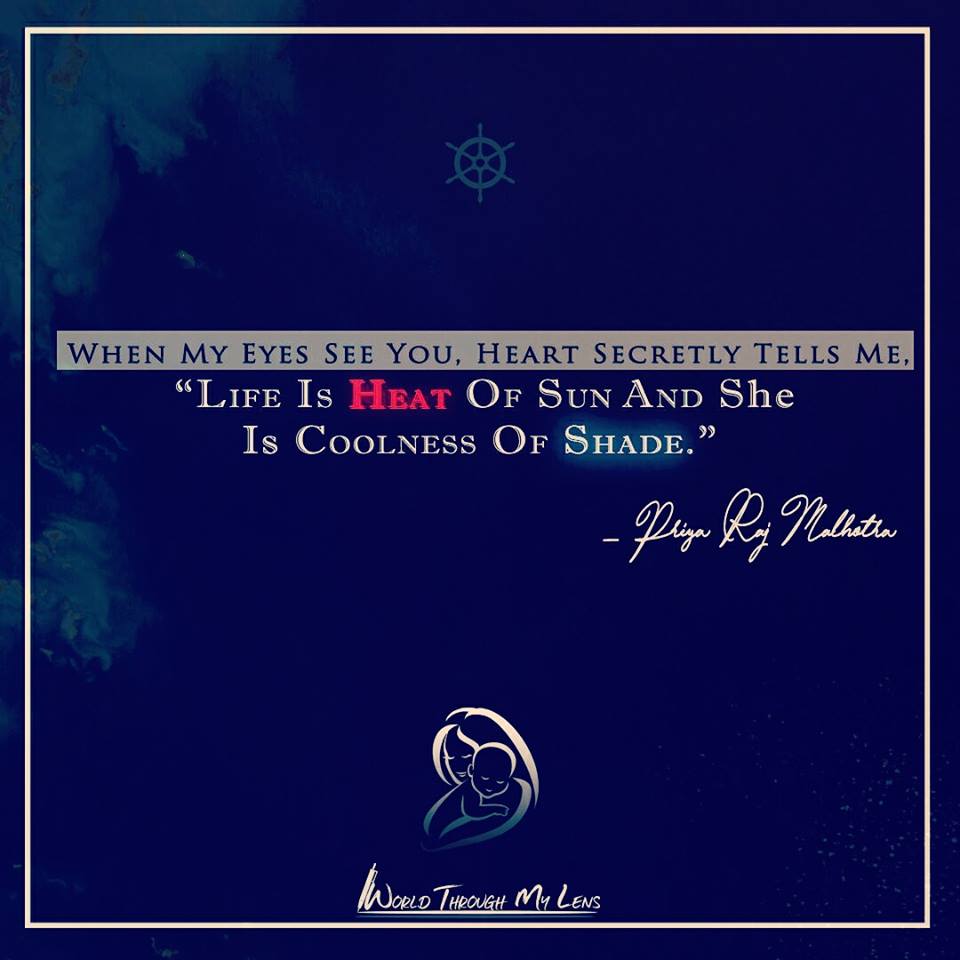 When My Eyes See You, Heart Secretly Tells Me,
“Life Is Heat Of Sun And She
Is Coolness Of Shade.”
_ Priya Raj Malhotra
World Through My Lens